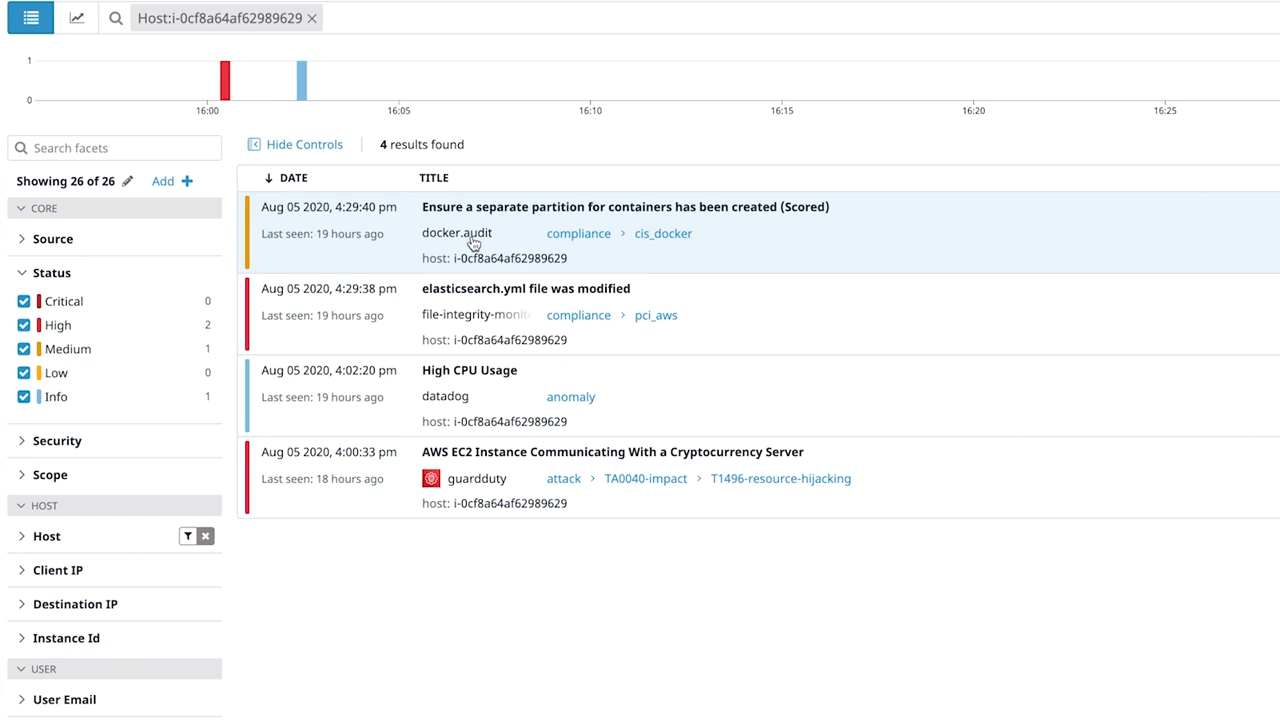 Host:i-0cf8a64af62989629
1
0
16:00 16:05 16:10 16:15 16:20 16:25
Search facets
Hide Controls 4 results found
Showing 26 of 26 Add
CORE
Source
Status
Critical 0
High 2
Medium 1
Low 0
Info 1
Security
Scope
HOST
Host
Client IP
Destination IP
Instance Id
USER
User Email
DATE TITLE
Aug 05 2020, 4:29:40 pm Ensure a separate partition for containers has been created (Scored)
Last seen: 19 hours ago docker.audit compliance cis_docker
host: i-0cf8a64af62989629
Aug 05 2020, 4:29:38 pm elasticsearch.yml file was modified
Last seen: 19 hours ago file-integrity-monit compliance pci_aws
host: i-0cf8a64af62989629
Aug 05 2020, 4:02:20 pm High CPU Usage
Last seen: 19 hours ago datadog anomaly
host: i-0cf8a64af62989629
Aug 05 2020, 4:00:33 pm AWS EC2 Instance Communicating With a Cryptocurrency Server
Last seen: 18 hours ago guardduty attack TA0040-impact T1496-resource-hijacking
host: i-0cf8a64af62989629